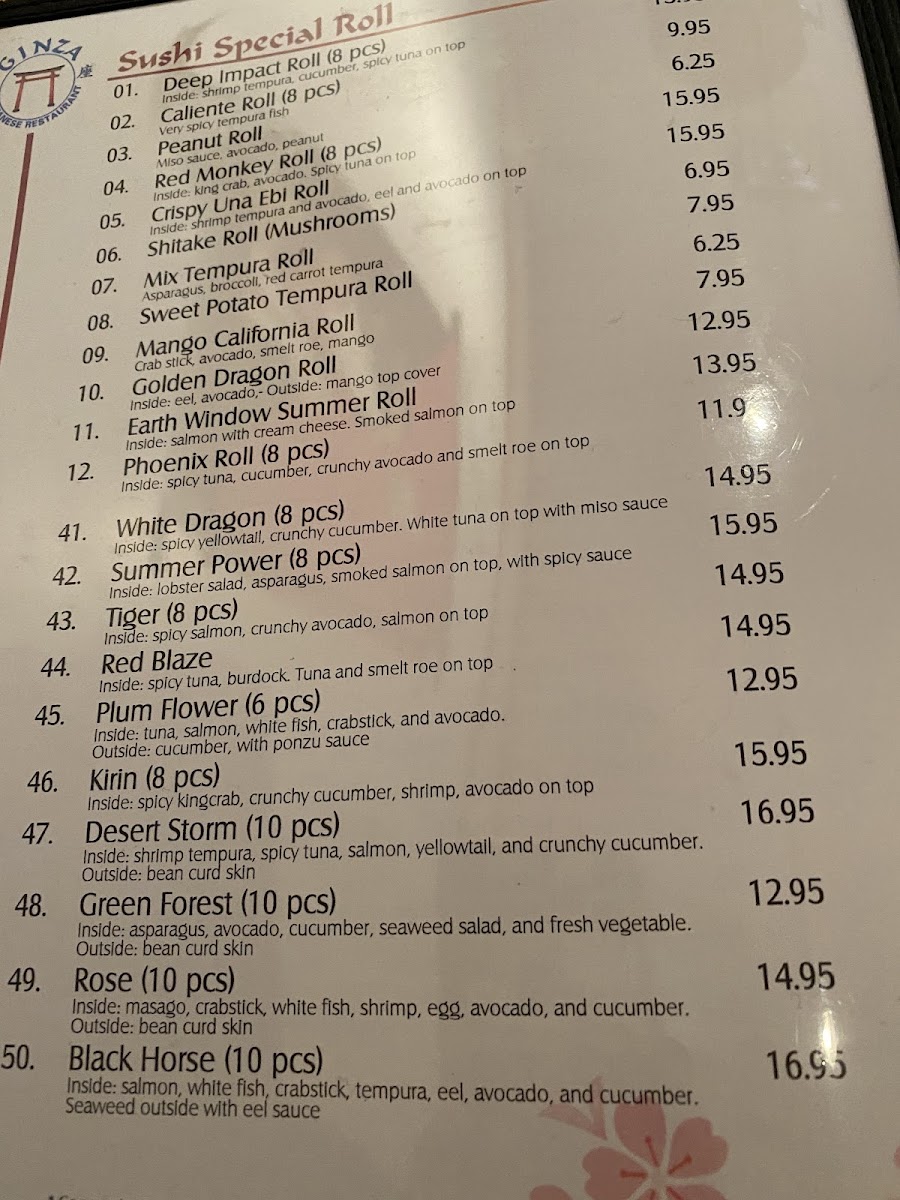 GINZA
座
NESE RESTAURANT
Sushi Special Roll
01. Deep Impact Roll (8 pcs)
Inside: shrimp tempura, cucumber, spicy tuna on top
02. Caliente Roll (8 pcs) 9.95
Very spicy tempura fish
03. Peanut Roll 6.25
Miso sauce, avocado, peanut
04. Red Monkey Roll (8 pcs) 15.95
Inside: king crab, avocado. Spicy tuna on top
05. Crispy Una Ebi Roll 15.95
Inside: shrimp tempura and avocado, eel and avocado on top
06. Shitake Roll (Mushrooms) 6.95
07. Mix Tempura Roll 7.95
Asparagus, broccoli, red carrot tempura
08. Sweet Potato Tempura Roll 6.25
09. Mango California Roll 7.95
Crab stick, avocado, smelt roe, mango
10. Golden Dragon Roll 12.95
Inside: eel, avocado,- Outside: mango top cover
11. Earth Window Summer Roll 13.95
Inside: salmon with cream cheese. Smoked salmon on top
12. Phoenix Roll (8 pcs) 11.9
Inside: spicy tuna, cucumber, crunchy avocado and smelt roe on top
41. White Dragon (8 pcs) 14.95
Inside: spicy yellowtail, crunchy cucumber. White tuna on top with miso sauce
42. Summer Power (8 pcs) 15.95
Inside: lobster salad, asparagus, smoked salmon on top, with spicy sauce
43. Tiger (8 pcs) 14.95
Inside: spicy salmon, crunchy avocado, salmon on top
44. Red Blaze 14.95
Inside: spicy tuna, burdock. Tuna and smelt roe on top
45. Plum Flower (6 pcs) 12.95
Inside: tuna, salmon, white fish, crabstick, and avocado.
Outside: cucumber, with ponzu sauce
46. Kirin (8 pcs) 15.95
Inside: spicy kingcrab, crunchy cucumber, shrimp, avocado on top
47. Desert Storm (10 pcs) 16.95
Inside: shrimp tempura, spicy tuna, salmon, yellowtail, and crunchy cucumber.
Outside: bean curd skin
48. Green Forest (10 pcs) 12.95
Inside: asparagus, avocado, cucumber, seaweed salad, and fresh vegetable.
Outside: bean curd skin
49. Rose (10 pcs) 14.95
Inside: masago, crabstick, white fish, shrimp, egg, avocado, and cucumber.
Outside: bean curd skin
50. Black Horse (10 pcs) 16.95
Inside: salmon, white fish, crabstick, tempura, eel, avocado, and cucumber.
Seaweed outside with eel sauce